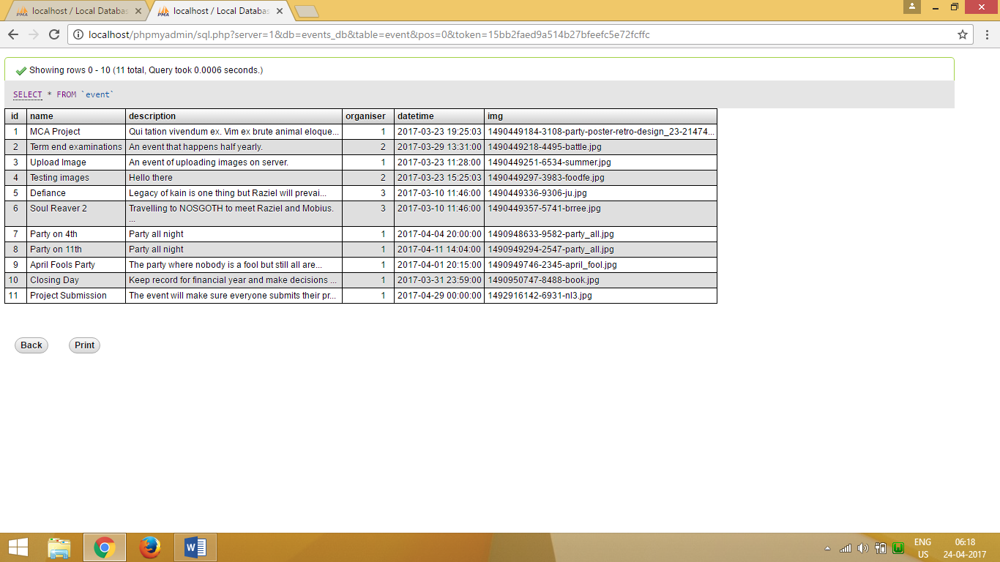 localhost / Local Databas
localhost / Local Databas
localhost/phpmyadmin/sql.php?server=1&db=events_db&table=event&pos=0&token=15bb2faed9a514b27bfeefc5e72fcffc
Showing rows 0 - 10 (11 total, Query took 0.0006 seconds.)
SELECT * FROM `event`
id name description organiser datetime img
1 MCA Project Qui tation vivendum ex. Vim ex brute animal eloque... 1 2017-03-23 19:25:03 1490449184-3108-party-poster-retro-design_23-21474...
2 Term end examinations An event that happens half yearly. 2 2017-03-29 13:31:00 1490449218-4495-battle.jpg
3 Upload Image An event of uploading images on server. 1 2017-03-23 11:28:00 1490449251-6534-summer.jpg
4 Testing images Hello there 2 2017-03-23 15:25:03 1490449297-3983-foodfe.jpg
5 Defiance Legacy of kain is one thing but Raziel will prevai... 3 2017-03-10 11:46:00 1490449336-9306-ju.jpg
6 Soul Reaver 2 Travelling to NOSGOTH to meet Raziel and Mobius. 3 2017-03-10 11:46:00 1490449357-5741-brree.jpg
...
7 Party on 4th Party all night 1 2017-04-04 20:00:00 1490948633-9582-party_all.jpg
8 Party on 11th Party all night 1 2017-04-11 14:04:00 1490949294-2547-party_all.jpg
9 April Fools Party The party where nobody is a fool but still all are... 1 2017-04-01 20:15:00 1490949746-2345-april_fool.jpg
10 Closing Day Keep record for financial year and make decisions ... 1 2017-03-31 23:59:00 1490950747-8488-book.jpg
11 Project Submission The event will make sure everyone submits their pr... 1 2017-04-29 00:00:00 1492916142-6931-nl3.jpg
Back Print
ENG 06:18
US 24-04-2017